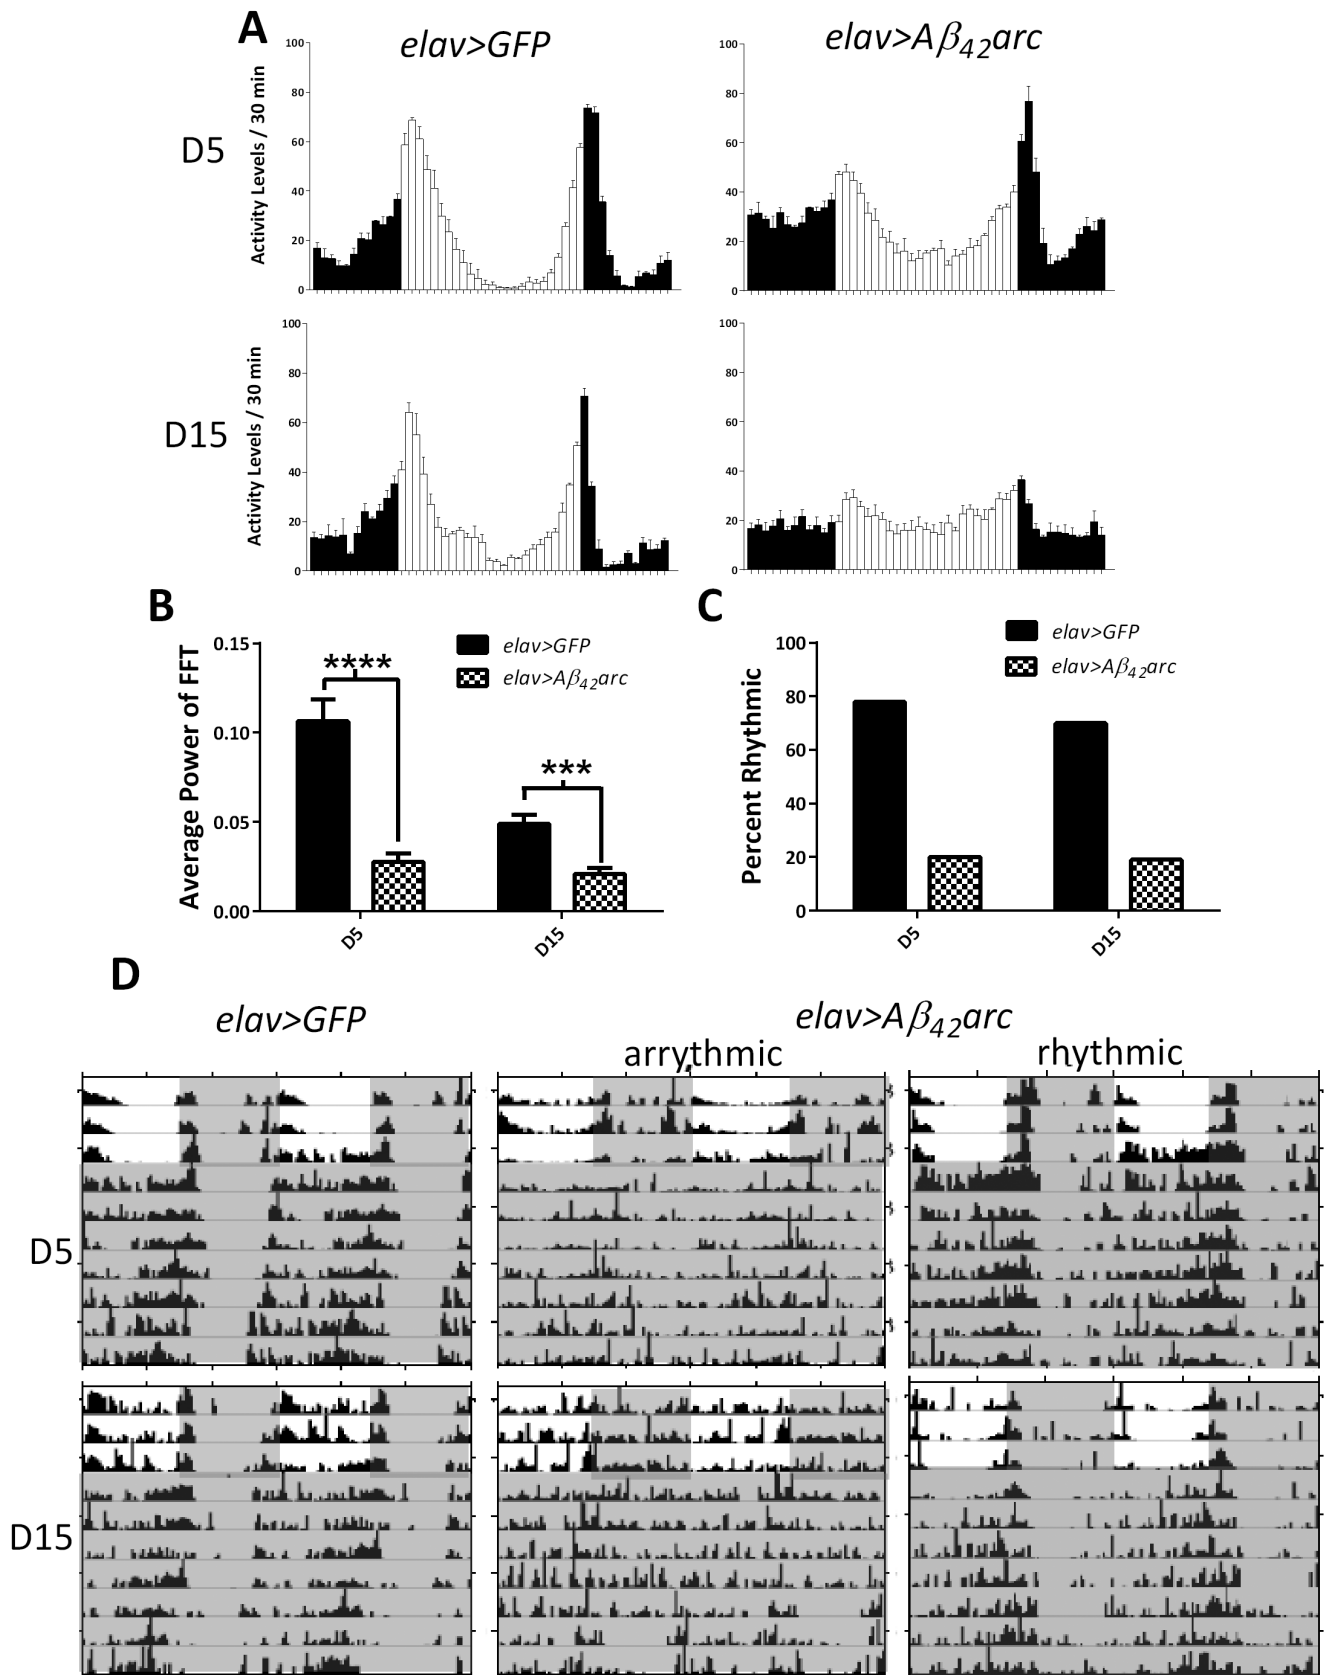 A
elav>GFP
elav>Aβ42arc
D5
Activity Levels / 30 min
100
80
60
40
20
0
100
80
60
40
20
0
D15
Activity Levels / 30 min
100
80
60
40
20
0
100
80
60
40
20
0
B
Average Power of FFT
0.15
0.10
0.05
0.00
****
***
elav>GFP
elav>Aβ42arc
D5
D15
C
Percent Rhythmic
100
80
60
40
20
0
elav>GFP
elav>Aβ42arc
D5
D15
D
elav>GFP
elav>Aβ42arc
arrythmic
rhythmic
D5
D15